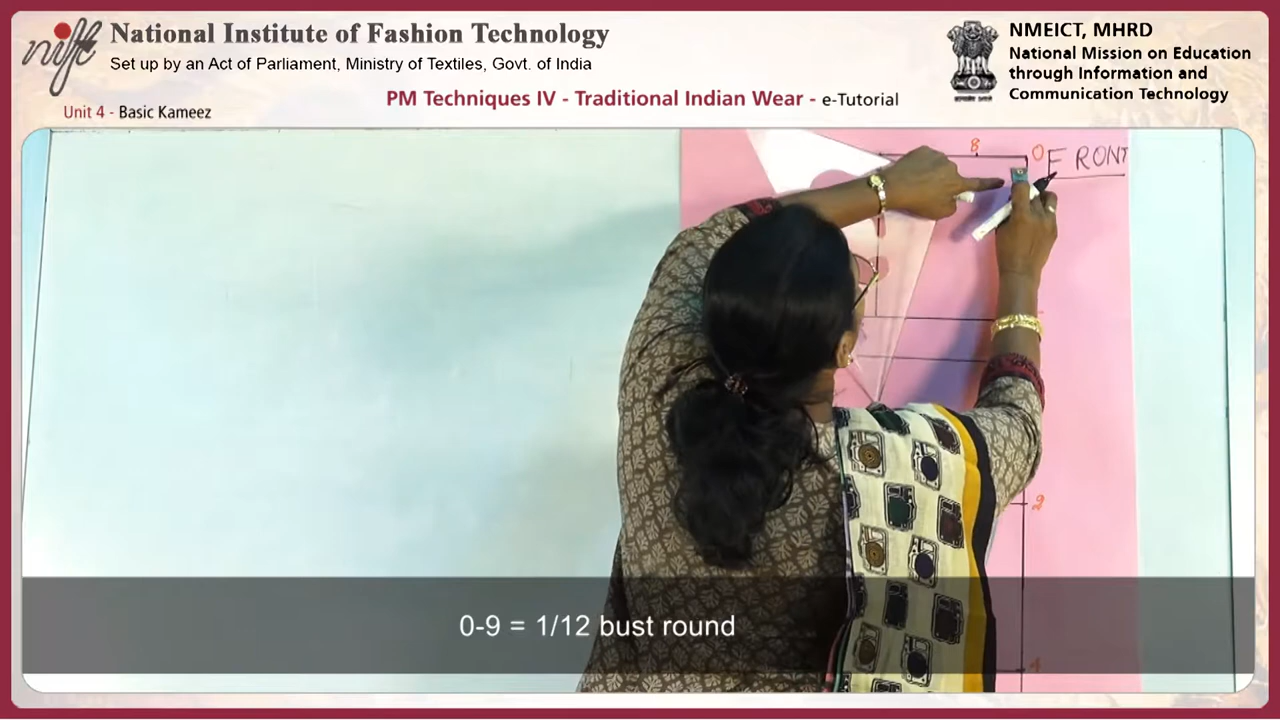 nift
National Institute of Fashion Technology
Set up by an Act of Parliament, Ministry of Textiles, Govt. of India
NMEICT, MHRD
National Mission on Education
through Information and
Communication Technology
PM Techniques IV - Traditional Indian Wear - e-Tutorial
Unit 4 - Basic Kameez
8
0
FRONT
2
4
0-9 = 1/12 bust round